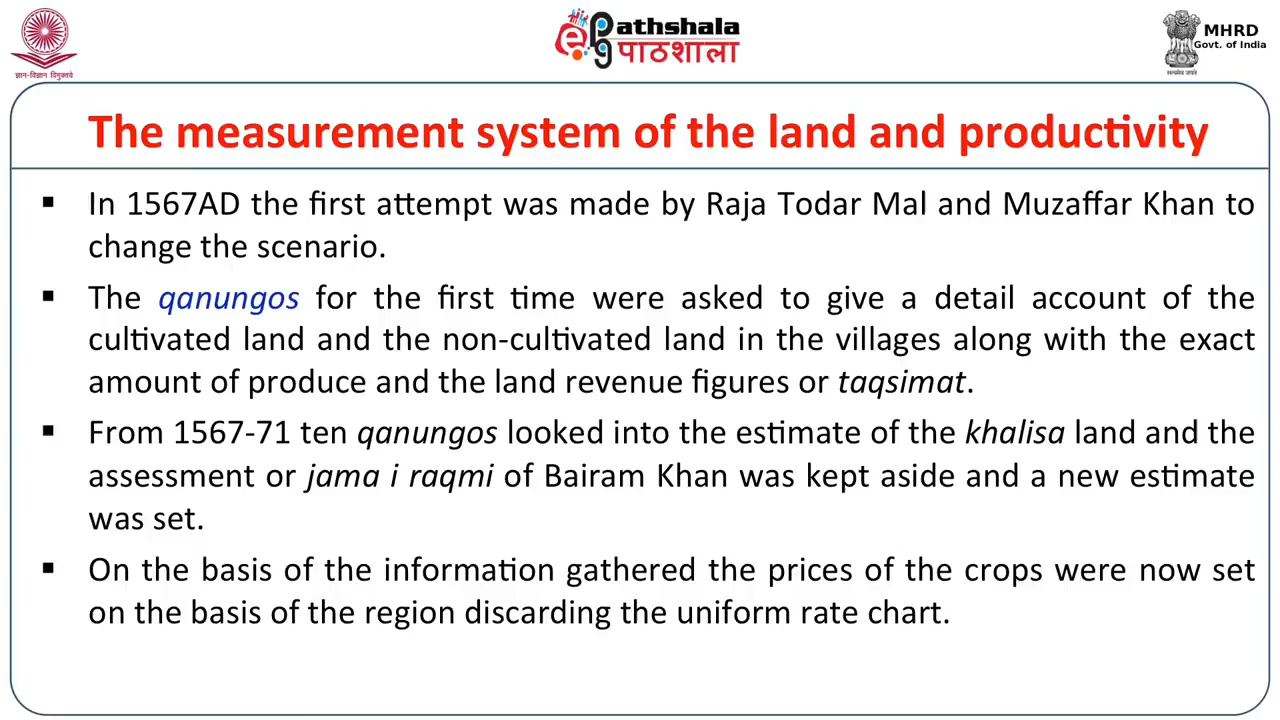 ज्ञान-विज्ञान विमुक्तये
ePG Pathshala
पाठशाला
MHRD
Govt. of India
सत्यमेव जयते
The measurement system of the land and productivity
▪ In 1567AD the first attempt was made by Raja Todar Mal and Muzaffar Khan to
change the scenario.
▪ The qanungos for the first time were asked to give a detail account of the
cultivated land and the non-cultivated land in the villages along with the exact
amount of produce and the land revenue figures or taqsimat.
▪ From 1567-71 ten qanungos looked into the estimate of the khalisa land and the
assessment or jama i raqmi of Bairam Khan was kept aside and a new estimate
was set.
▪ On the basis of the information gathered the prices of the crops were now set
on the basis of the region discarding the uniform rate chart.